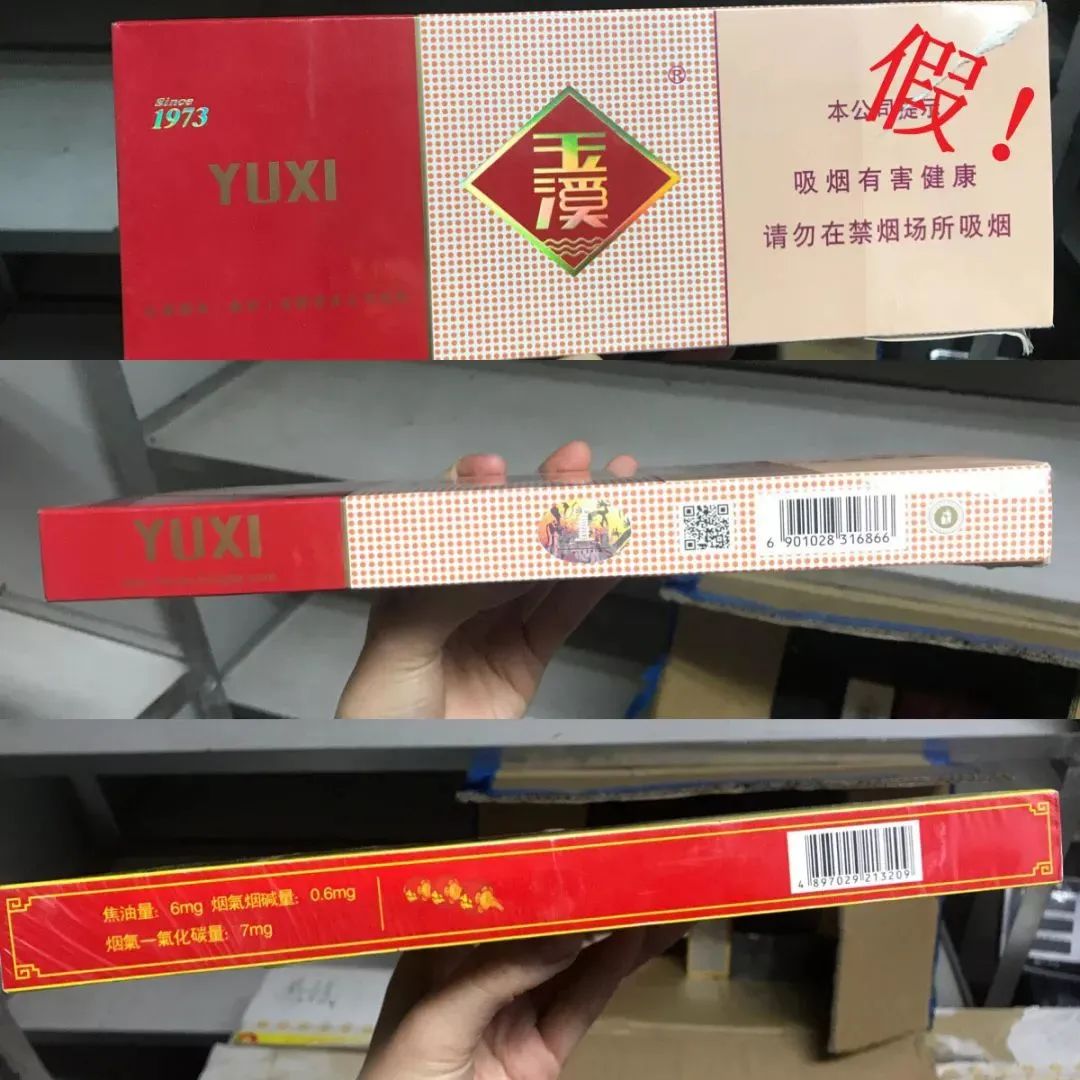 Since
1973
YUXI
玉溪
®
本公司提示
吸烟有害健康
请勿在禁烟场所吸烟
假！
YUXI
6 901028 316866
焦油量：6mg 烟氣烟碱量：0.6mg
烟氣一氧化碳量：7mg
4 897029 213209